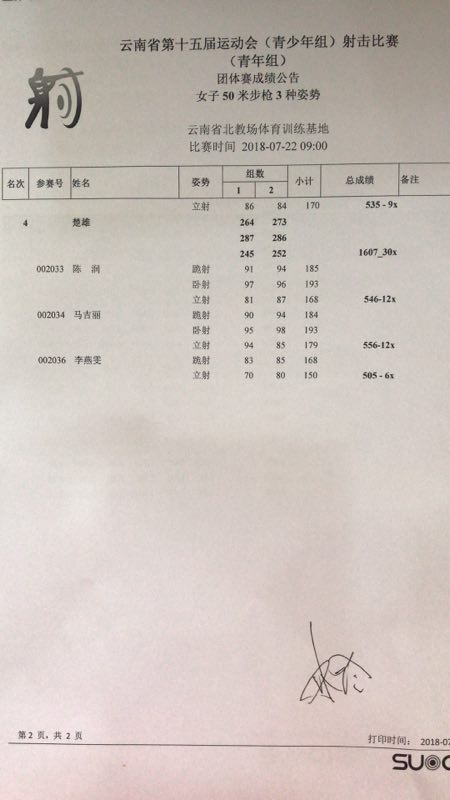 云南省第十五届运动会（青少年组）射击比赛
（青年组）
团体赛成绩公告
女子 50 米步枪 3 种姿势
射
云南省北教场体育训练基地
比赛时间 2018-07-22 09:00
名次 参赛号 姓名 姿势 组数 1 2 小计 总成绩 备注
立射 86 84 170 535 - 9x
4 楚雄 264 273
287 286
245 252 1607_30x
002033 陈 润 跪射 91 94 185
卧射 97 96 193
立射 81 87 168 546-12x
002034 马吉丽 跪射 90 94 184
卧射 95 98 193
立射 94 85 179 556-12x
002036 李燕雯 跪射 83 85 168
立射 70 80 150 505 - 6x
第 2 页，共 2 页
打印时间： 2018-07